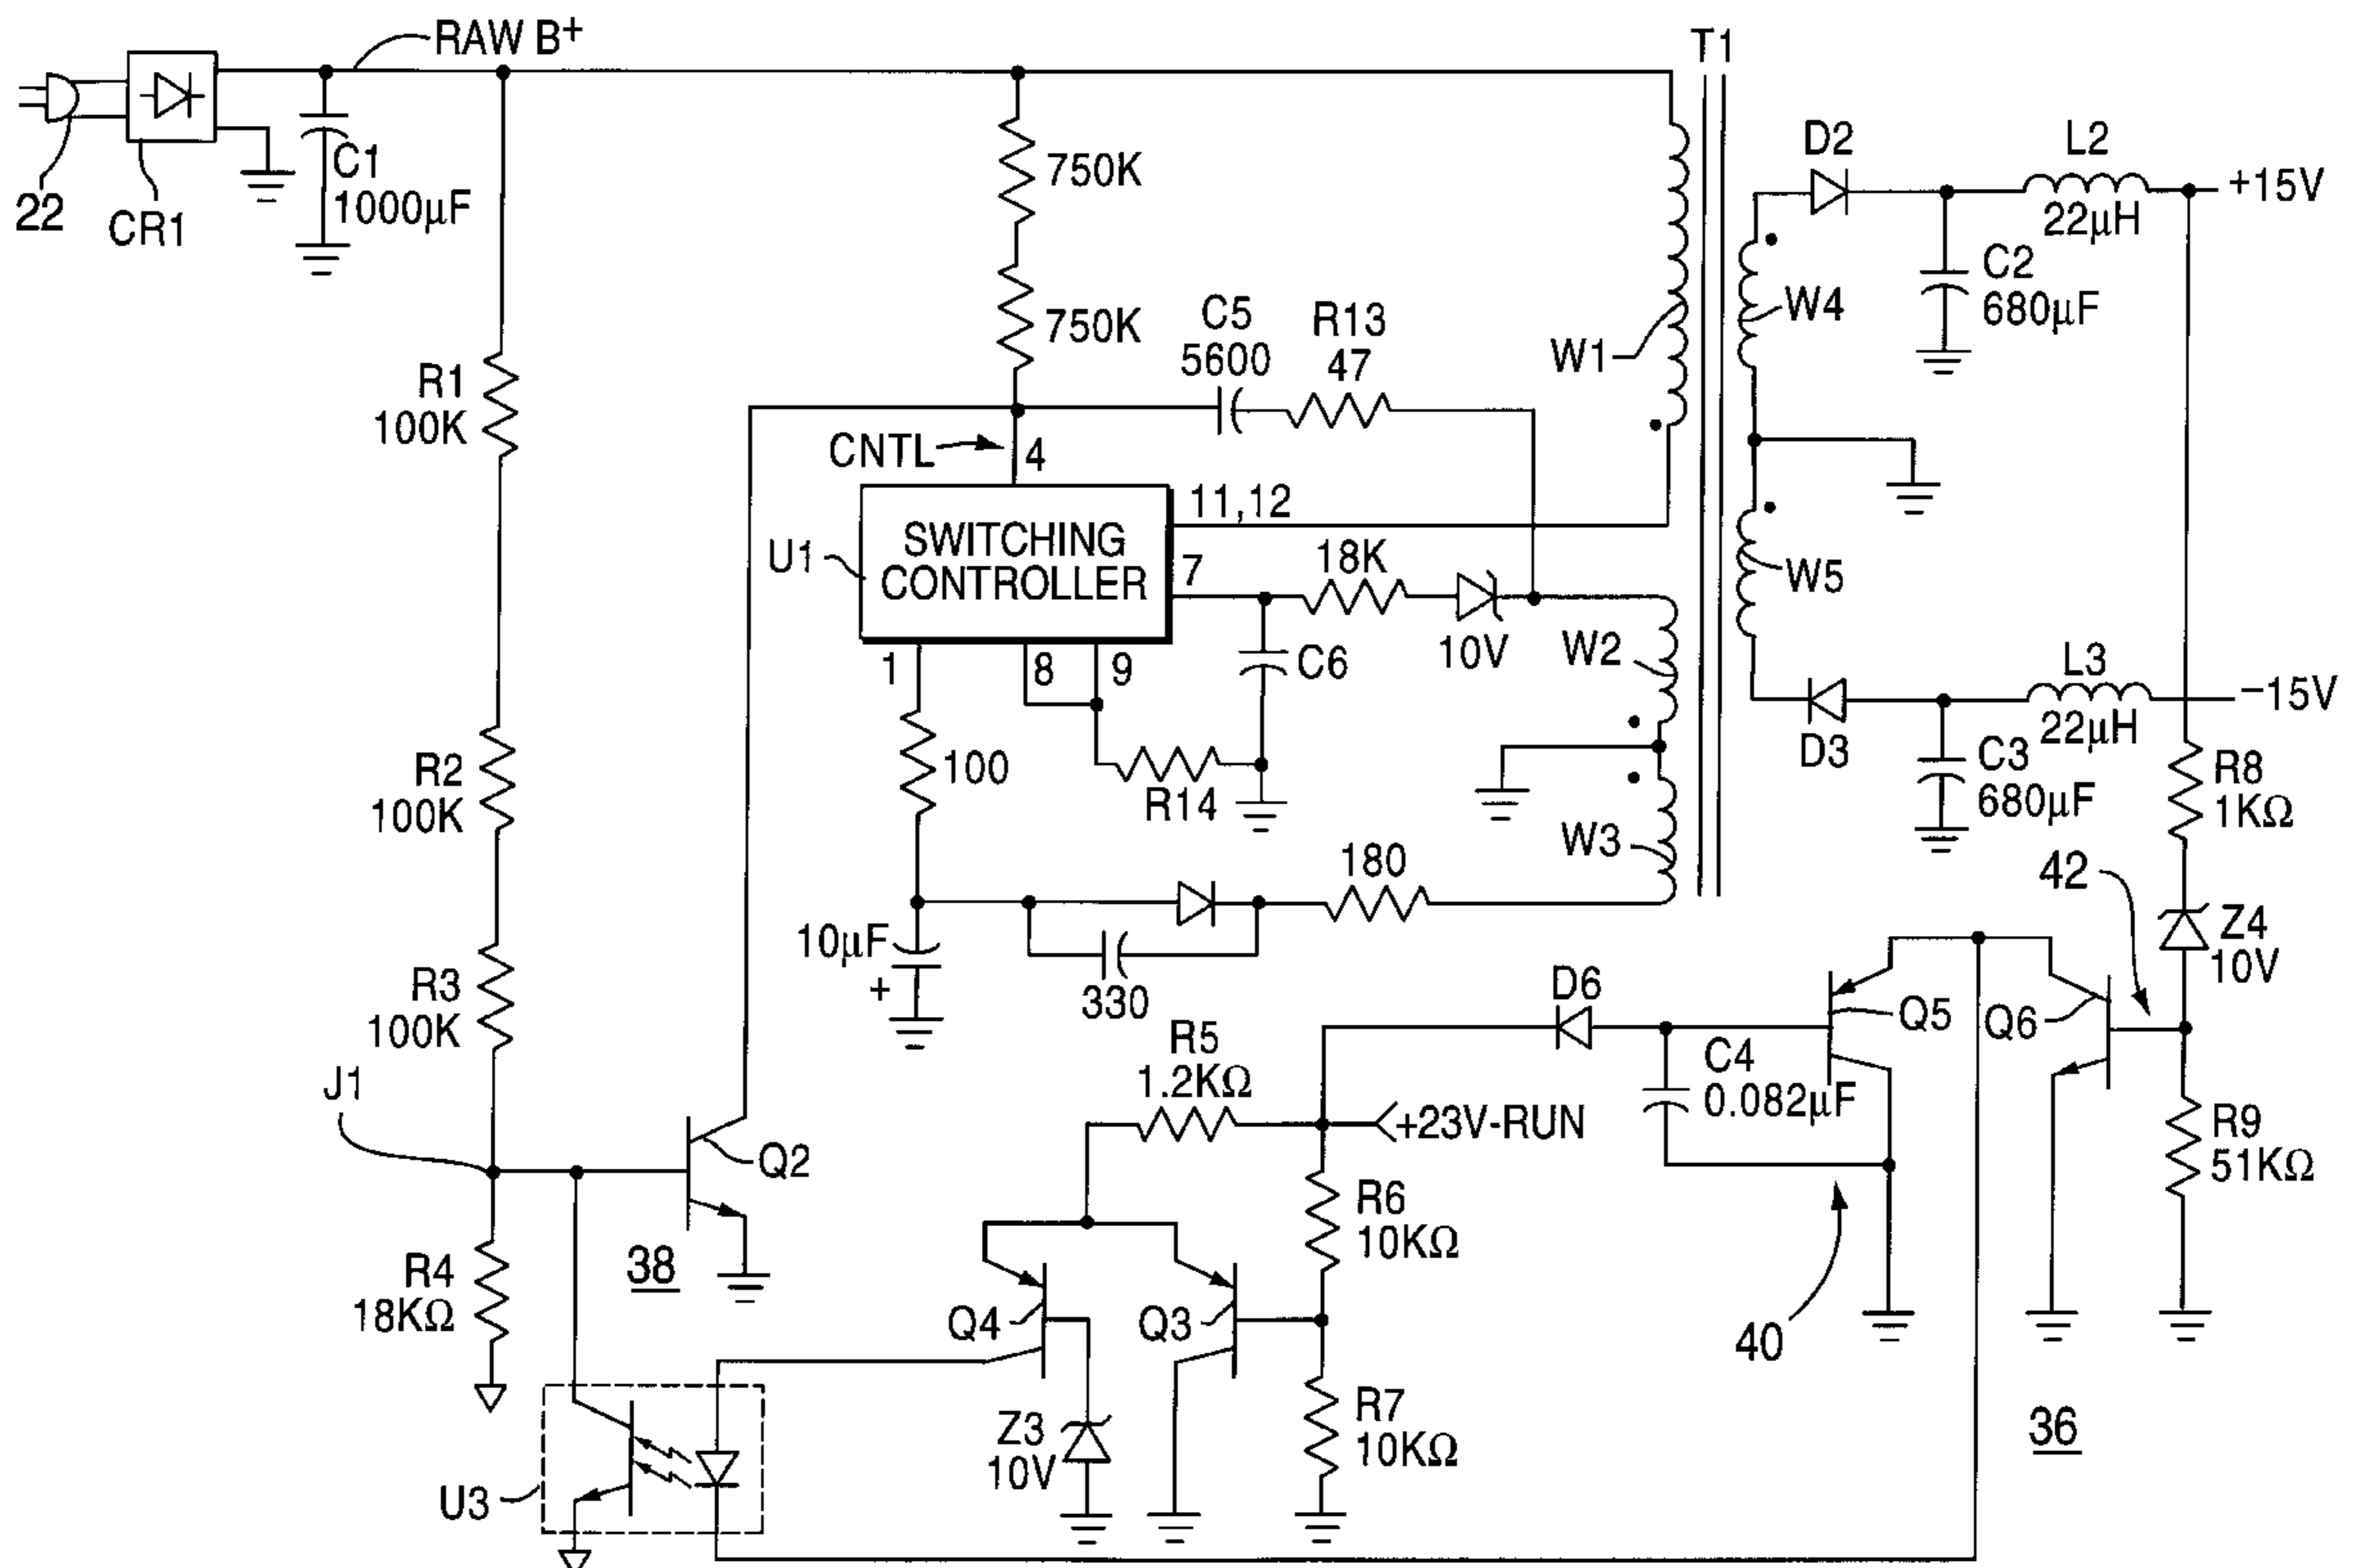 RAW B+
T1
22
CR1
C1
1000µF
750K
750K
D2
L2
22µH
+15V
C2
680µF
W4
C5
5600
R13
47
W1
R1
100K
CNTL
4
SWITCHING
CONTROLLER
U1
11,12
7
18K
10V
1
8
9
C6
W2
W5
L3
22µH
-15V
D3
C3
680µF
R2
100K
100
R14
W3
R8
1KΩ
180
42
10µF
+
330
Z4
10V
R3
100K
D6
Q5
Q6
J1
R5
1.2KΩ
C4
0.082µF
+23V-RUN
Q2
R9
51KΩ
R6
10KΩ
38
R4
18KΩ
Q4
Q3
40
Z3
10V
R7
10KΩ
36
U3